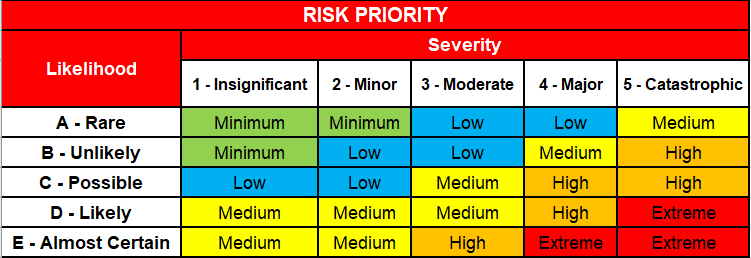 RISK PRIORITY
Likelihood
Severity
1 - Insignificant 2 - Minor 3 - Moderate 4 - Major 5 - Catastrophic
A - Rare Minimum Minimum Low Low Medium
B - Unlikely Minimum Low Low Medium High
C - Possible Low Low Medium High High
D - Likely Medium Medium Medium High Extreme
E - Almost Certain Medium Medium High Extreme Extreme